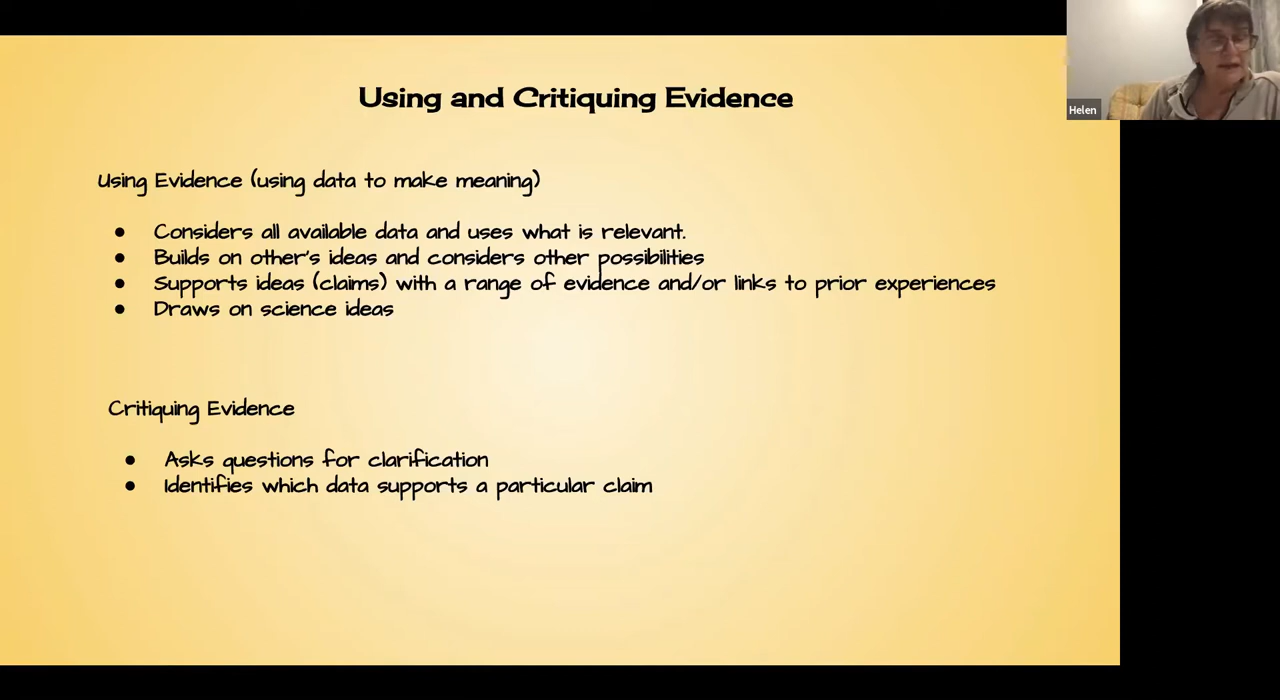 Helen
Using and Critiquing Evidence
Using Evidence (using data to make meaning)
● Considers all available data and uses what is relevant.
● Builds on other's ideas and considers other possibilities
● Supports ideas (claims) with a range of evidence and/or links to prior experiences
● Draws on science ideas
Critiquing Evidence
● Asks questions for clarification
● Identifies which data supports a particular claim